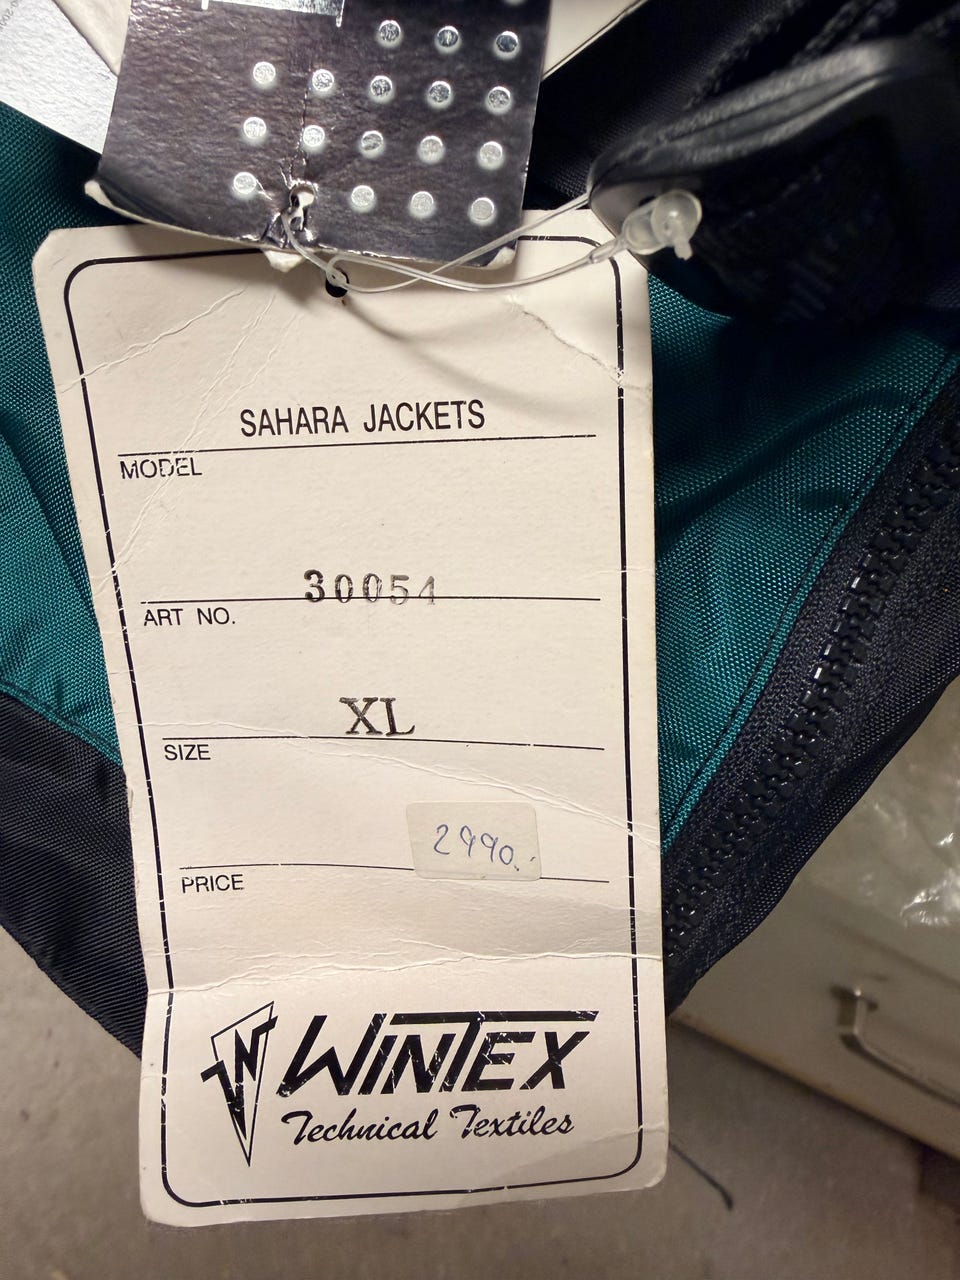 SAHARA JACKETS
MODEL
30054
ART NO.
XL
SIZE
2990.-
PRICE
WINTEX
Technical Textiles